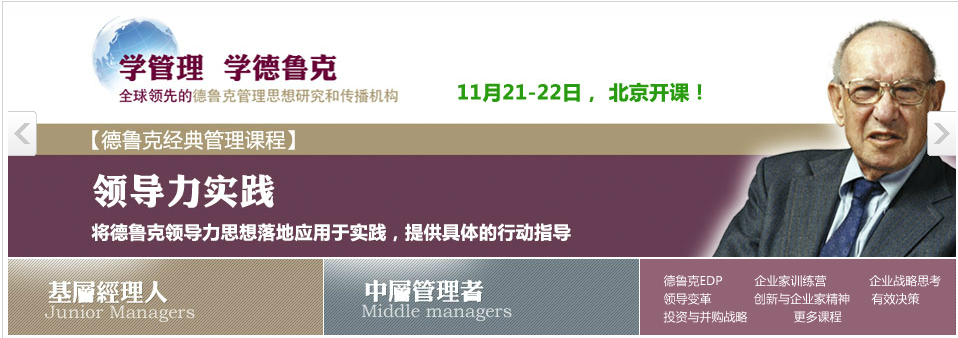 学管理 学德鲁克
全球领先的德鲁克管理思想研究和传播机构
11月21-22日， 北京开课！
【德鲁克经典管理课程】
领导力实践
将德鲁克领导力思想落地应用于实践，提供具体的行动指导
基層經理人
Junior Managers
中層管理者
Middle managers
德鲁克EDP 企业家训练营 企业战略思考
领导变革 创新与企业家精神 有效决策
投资与并购战略 更多课程